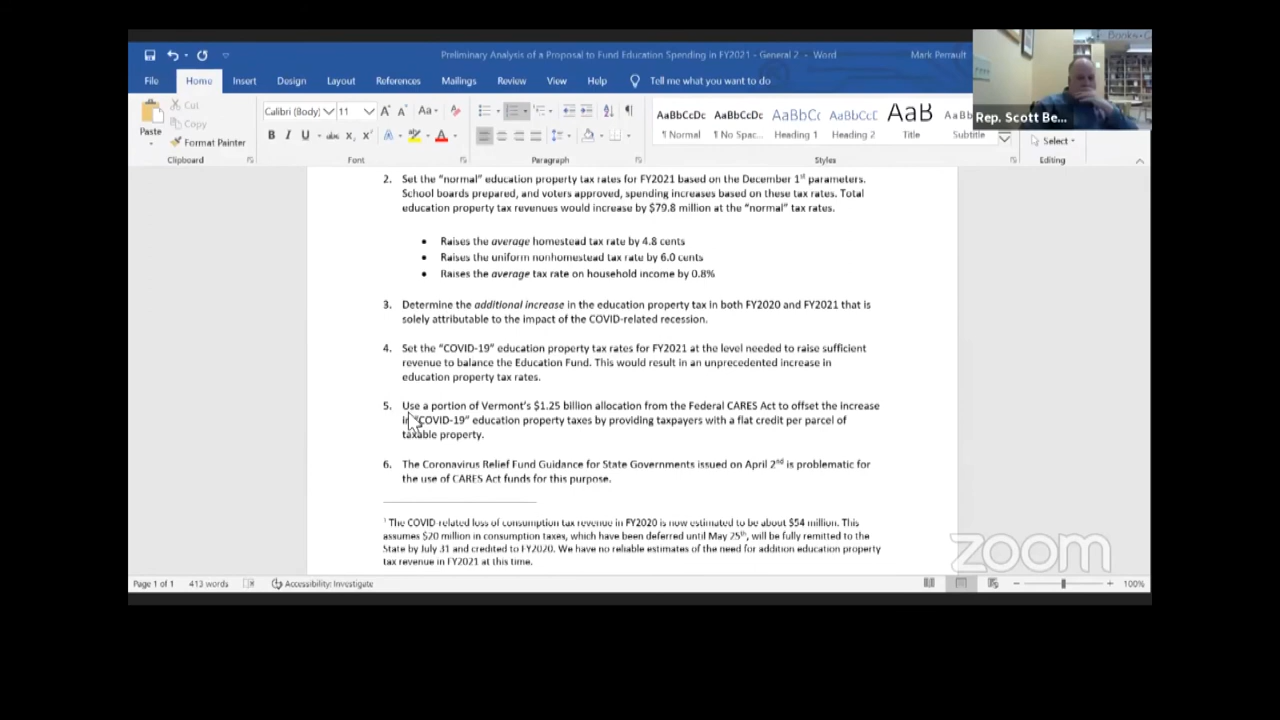 Preliminary Analysis of a Proposal to Fund Education Spending in FY2021 - General 2 - Word
Mark Perrault
File Home Insert Design Layout References Mailings Review View Help Tell me what you want to do
Paste
Cut
Copy
Format Painter
Clipboard
Calibri (Body) 11
Font
Paragraph
AaBbCcDc AaBbCcDc AaBbCc AaBbCcC AaB AaBb
¶ Normal ¶ No Spac... Heading 1 Heading 2 Title Subtitle
Styles
Select
Editing
Rep. Scott Be...
2. Set the “normal” education property tax rates for FY2021 based on the December 1st parameters.
School boards prepared, and voters approved, spending increases based on these tax rates. Total
education property tax revenues would increase by $79.8 million at the “normal” tax rates.
• Raises the average homestead tax rate by 4.8 cents
• Raises the uniform nonhomestead tax rate by 6.0 cents
• Raises the average tax rate on household income by 0.8%
3. Determine the additional increase in the education property tax in both FY2020 and FY2021 that is
solely attributable to the impact of the COVID-related recession.
4. Set the “COVID-19” education property tax rates for FY2021 at the level needed to raise sufficient
revenue to balance the Education Fund. This would result in an unprecedented increase in
education property tax rates.
5. Use a portion of Vermont’s $1.25 billion allocation from the Federal CARES Act to offset the increase
in “COVID-19” education property taxes by providing taxpayers with a flat credit per parcel of
taxable property.
6. The Coronavirus Relief Fund Guidance for State Governments issued on April 2nd is problematic for
the use of CARES Act funds for this purpose.
1 The COVID-related loss of consumption tax revenue in FY2020 is now estimated to be about $54 million. This
assumes $20 million in consumption taxes, which have been deferred until May 25th, will be fully remitted to the
State by July 31 and credited to FY2020. We have no reliable estimates of the need for addition education property
tax revenue in FY2021 at this time.
zoom
Page 1 of 1 413 words Accessibility: Investigate 100%